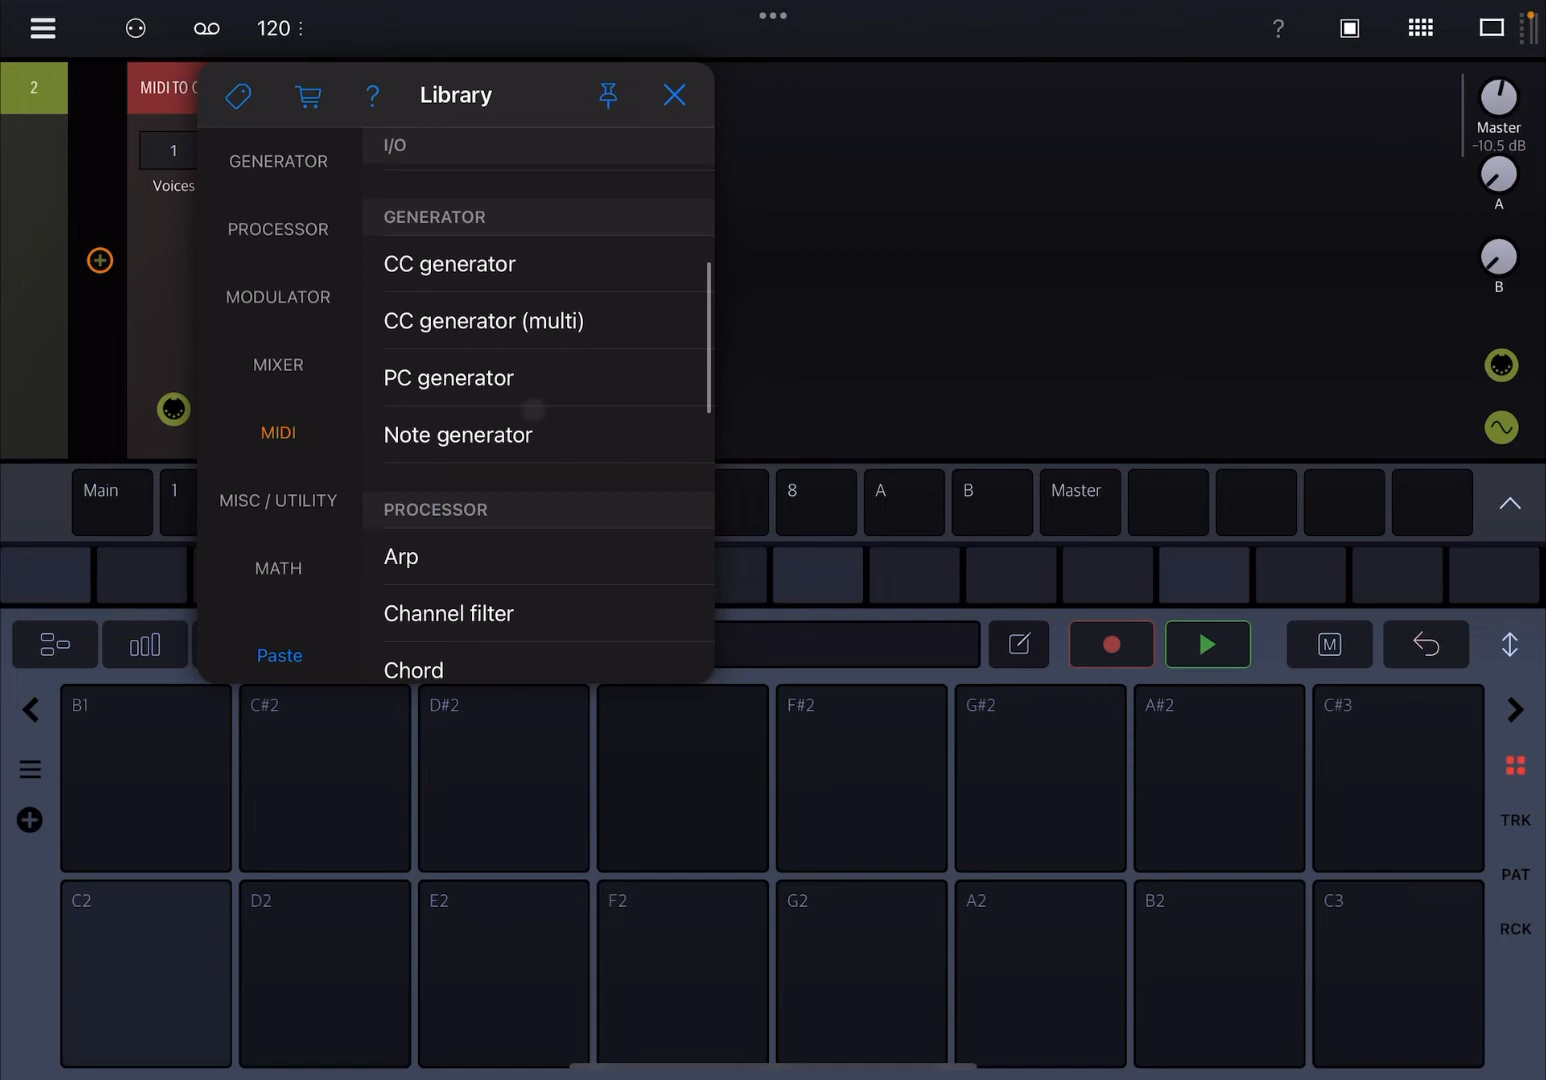 120
?
2
MIDI TO C
1
Voices
?
Library
GENERATOR
PROCESSOR
MODULATOR
MIXER
MIDI
MISC / UTILITY
MATH
Paste
I/O
GENERATOR
CC generator
CC generator (multi)
PC generator
Note generator
PROCESSOR
Arp
Channel filter
Chord
Master
-10.5 dB
A
B
Main
1
8
A
B
Master
M
B1
C#2
D#2
F#2
G#2
A#2
C#3
C2
D2
E2
F2
G2
A2
B2
C3
TRK
PAT
RCK